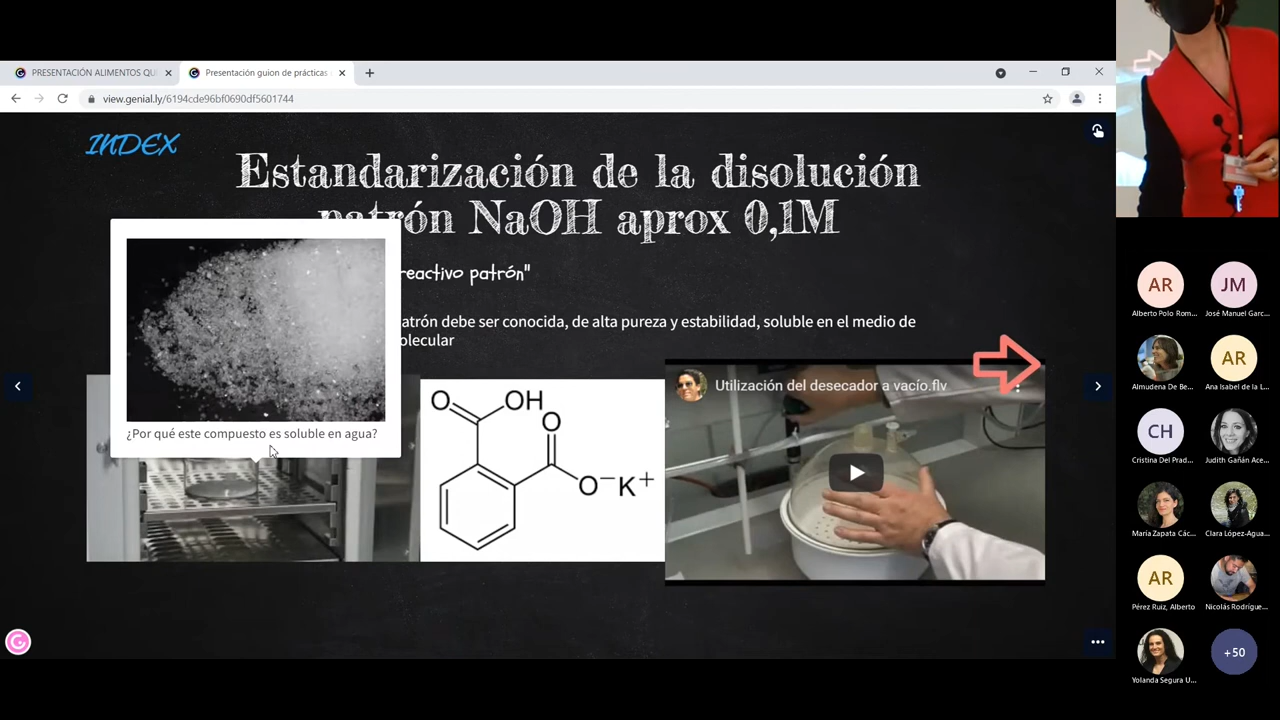 PRESENTACIÓN ALIMENTOS QU
Presentación guion de prácticas
view.genial.ly/6194cde96bf0690df5601744
INDEX
Estandarización de la disolución
patrón NaOH aprox 0,1M
reactivo patrón"
atrón debe ser conocida, de alta pureza y estabilidad, soluble en el medio de
olecular
¿Por qué este compuesto es soluble en agua?
O
OH
O
O⁻K⁺
Utilización del desecador a vacío.flv
AR
JM
Alberto Polo Rom...
José Manuel Garc...
AR
Almudena De Be...
Ana Isabel de la L...
CH
Cristina Del Prad...
Judith Gañán Ace...
María Zapata Các...
Clara López-Agua...
AR
Pérez Ruiz, Alberto
Nicolás Rodrígue...
+50
Yolanda Segura U...